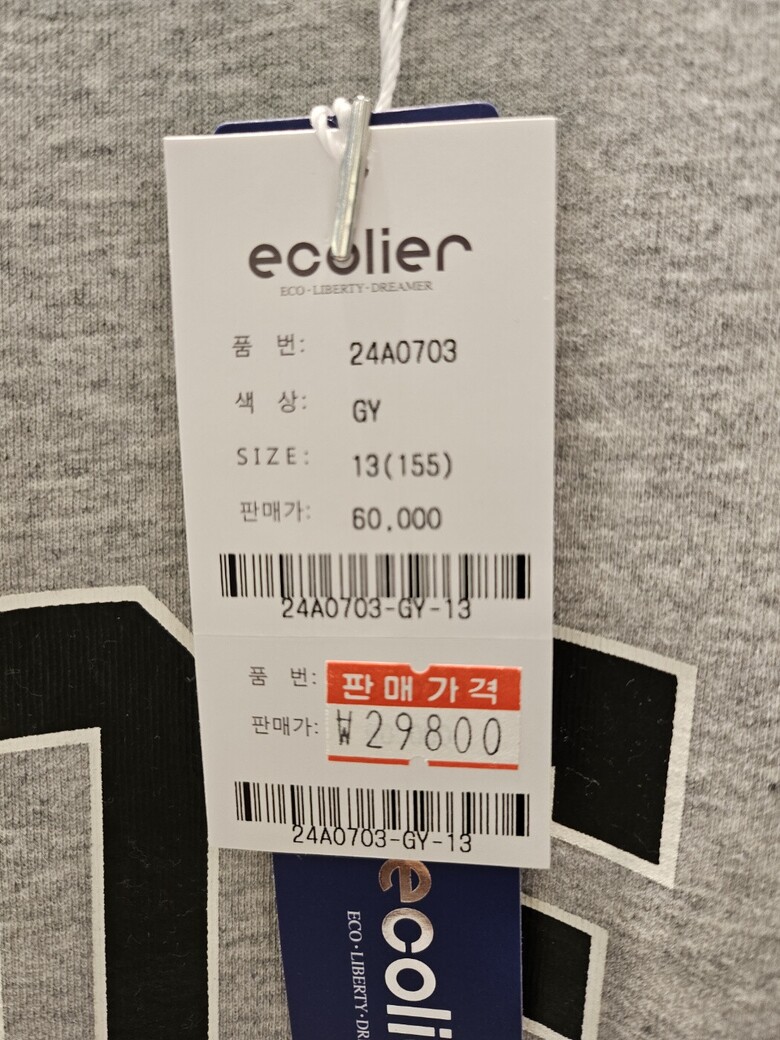 ecolier
ECO·LIBERTY·DREAMER
품 번: 24A0703
색 상: GY
SIZE: 13(155)
판매가: 60,000
24A0703-GY-13
품 번:
판매가격
판매가: ₩29800
24A0703-GY-13
ecoli
ECO·LIBERTY·DR